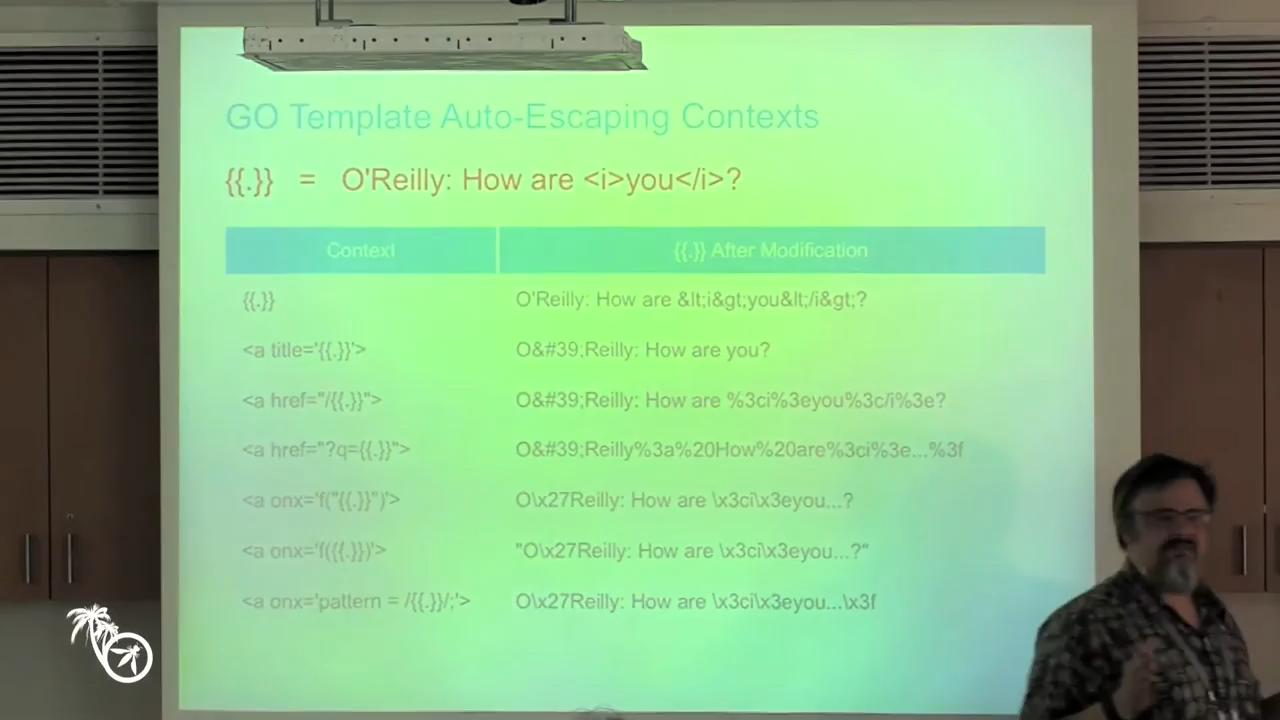 GO Template Auto-Escaping Contexts
{{.}} = O'Reilly: How are <i>you</i>?
Context {{.}} After Modification
{{.}} O'Reilly: How are &lt;i&gt;you&lt;/i&gt;?
<a title='{{.}}'> O&#39;Reilly: How are you?
<a href="/{{.}}"> O&#39;Reilly: How are %3ci%3eyou%3c/i%3e?
<a href="?q={{.}}"> O&#39;Reilly%3a%20How%20are%3ci%3e...%3f
<a onx='f("{{.}}")'> O\x27Reilly: How are \x3ci\x3eyou...?
<a onx='f({{.}})'> "O\x27Reilly: How are \x3ci\x3eyou...?"
<a onx='pattern = /{{.}}/;'> O\x27Reilly: How are \x3ci\x3eyou...\x3f